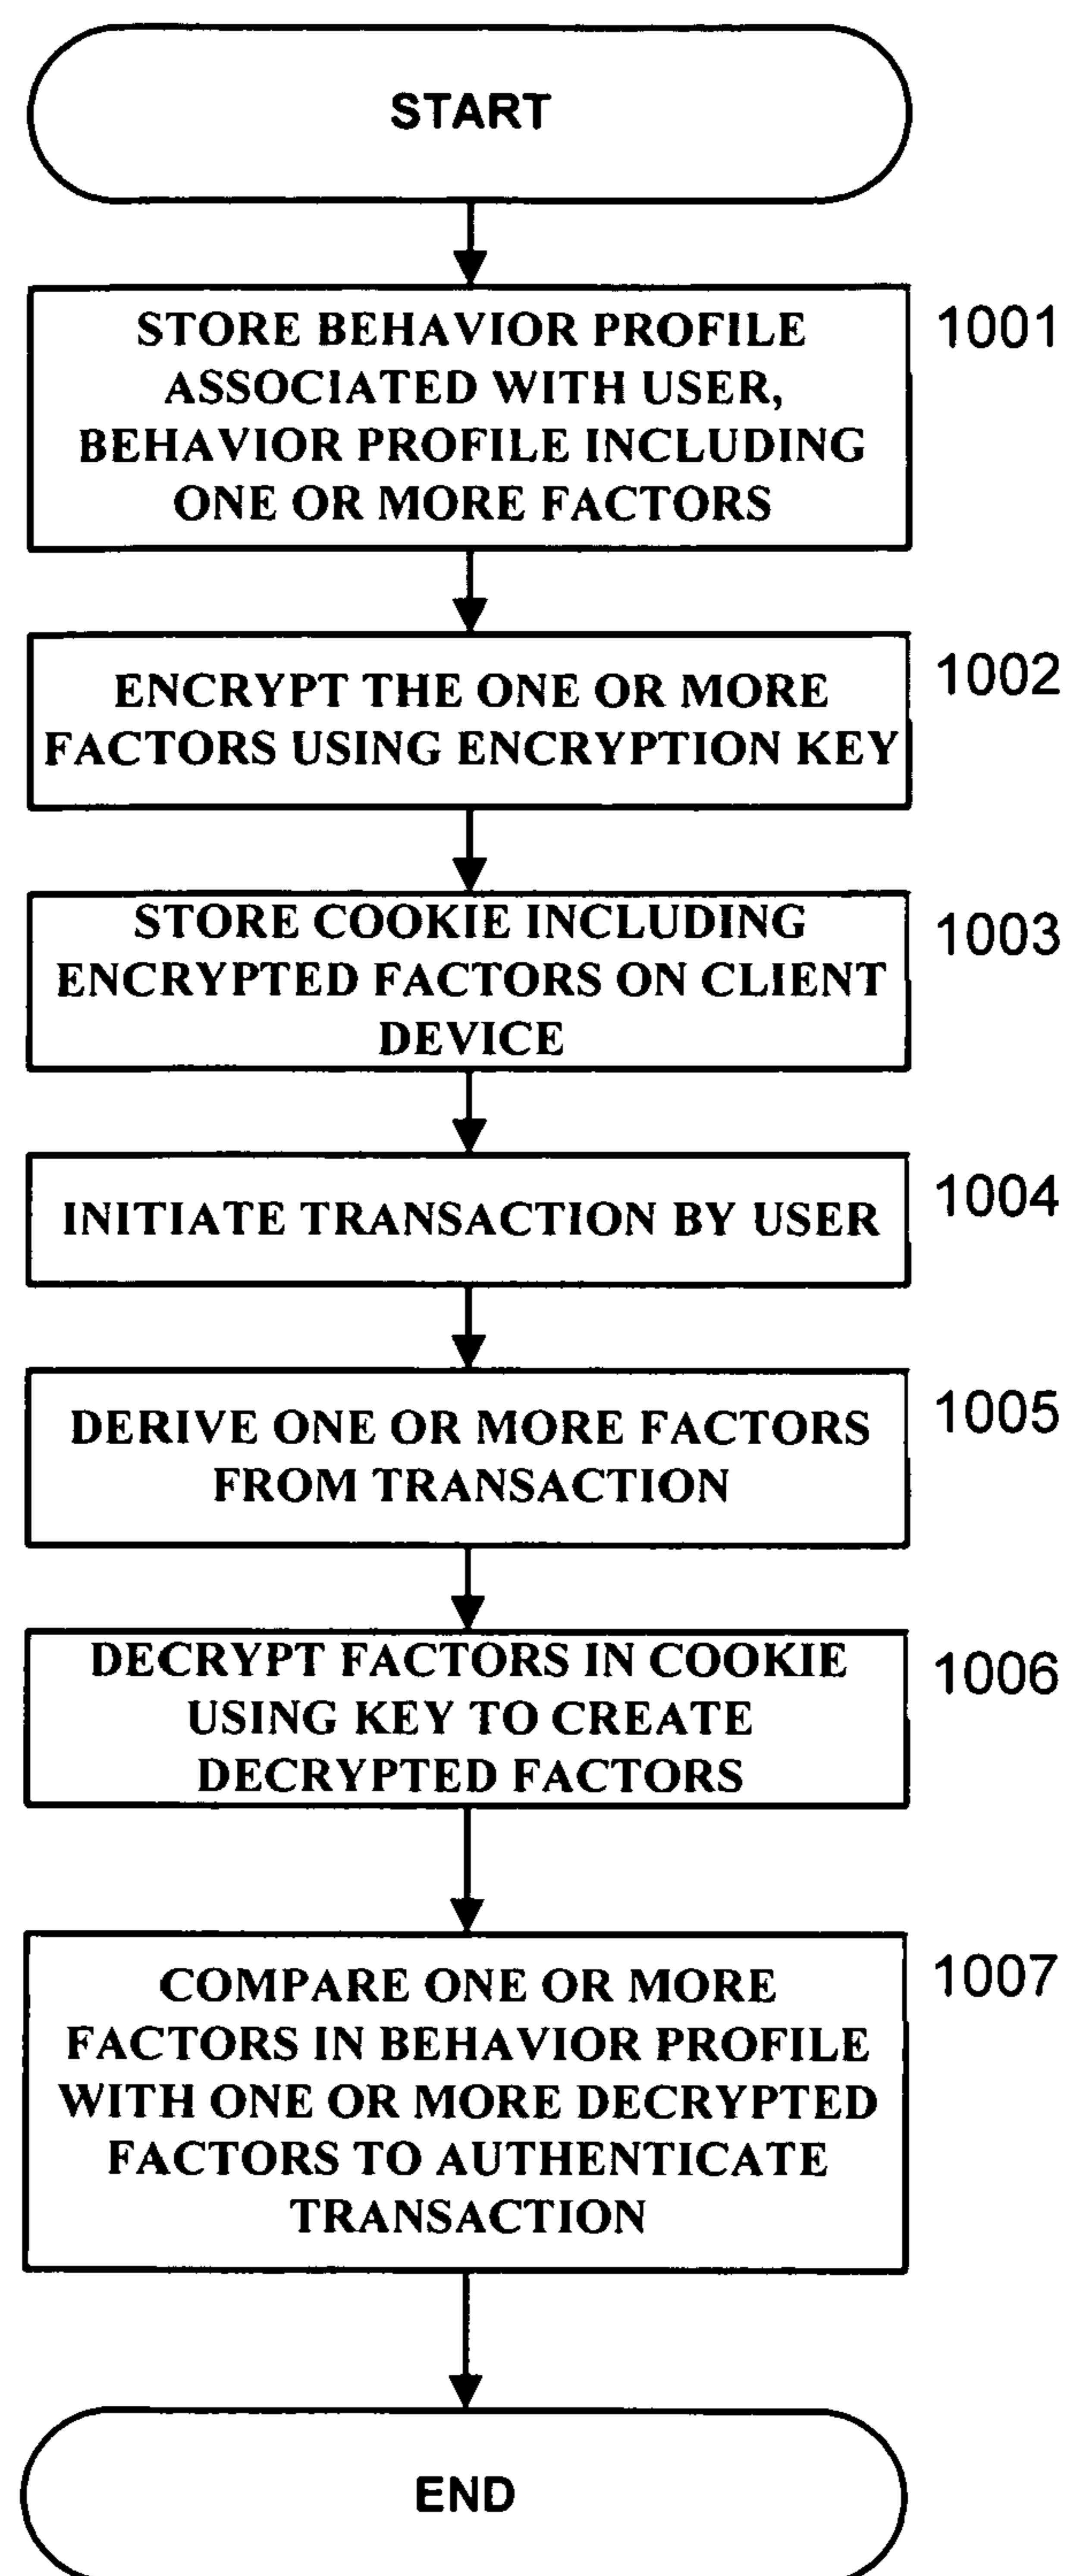 START
STORE BEHAVIOR PROFILE
ASSOCIATED WITH USER,
BEHAVIOR PROFILE INCLUDING
ONE OR MORE FACTORS
1001
ENCRYPT THE ONE OR MORE
FACTORS USING ENCRYPTION KEY
1002
STORE COOKIE INCLUDING
ENCRYPTED FACTORS ON CLIENT
DEVICE
1003
INITIATE TRANSACTION BY USER
1004
DERIVE ONE OR MORE FACTORS
FROM TRANSACTION
1005
DECRYPT FACTORS IN COOKIE
USING KEY TO CREATE
DECRYPTED FACTORS
1006
COMPARE ONE OR MORE
FACTORS IN BEHAVIOR PROFILE
WITH ONE OR MORE DECRYPTED
FACTORS TO AUTHENTICATE
TRANSACTION
1007
END